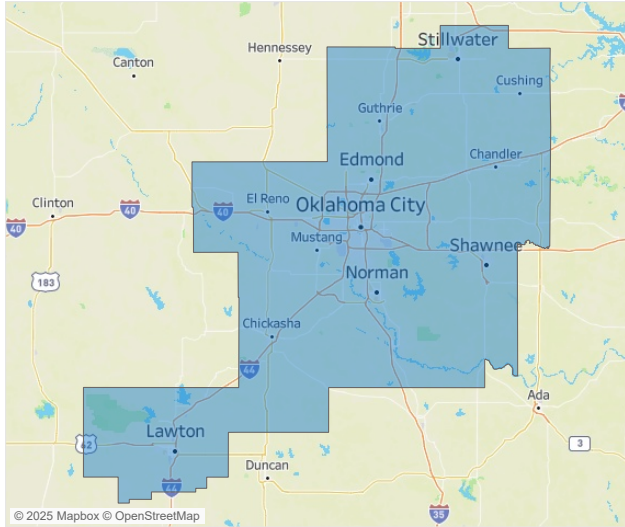 Stillwater
Hennessey
Canton
Cushing
Guthrie
Edmond
Chandler
Clinton
El Reno
40
40
40
Oklahoma City
Mustang
Shawnee
183
Norman
Chickasha
44
Ada
62
Lawton
3
Duncan
44
35
© 2025 Mapbox © OpenStreetMap